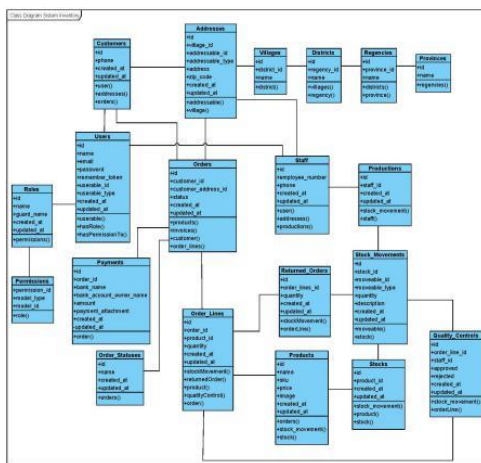 Class Diagram Sistem Inventory
Customers
+id
+phone
+created_at
+updated_at
+user()
+addresses()
+orders()
Addresses
+id
+village_id
+addressable_id
+addressable_type
+address
+zip_code
+created_at
+updated_at
+addressable()
+village()
Villages
+id
+district_id
+name
+district()
Districts
+id
+regency_id
+name
+villages()
+regency()
Regencies
+id
+province_id
+name
+districts()
+province()
Provinces
+id
+name
+regencies()
Users
+id
+name
+email
+password
+remember_token
+userable_id
+userable_type
+created_at
+updated_at
+userable()
+hasRole()
+hasPermissionTo()
Orders
+id
+customer_id
+customer_address_id
+status
+created_at
+updated_at
+products()
+invoices()
+customer()
+order_lines()
Staff
+id
+employee_number
+phone
+created_at
+updated_at
+user()
+addresses()
+productions()
Productions
+id
+staff_id
+created_at
+updated_at
+stock_movement()
+staff()
Roles
+id
+name
+guard_name
+created_at
+updated_at
+permissions()
Permissions
+permission_id
+model_type
+model_id
+role()
Payments
+id
+order_id
+bank_name
+bank_account_owner_name
+amount
+payment_attachment
+created_at
+updated_at
+order()
Order_Statuses
+id
+name
+created_at
+updated_at
+orders()
Order_Lines
+id
+order_id
+product_id
+quantity
+created_at
+updated_at
+stockMovement()
+returnedOrder()
+product()
+qualityControl()
+order()
Returned_Orders
+id
+order_lines_id
+quantity
+created_at
+updated_at
+stockMovement()
+orderLine()
Stock_Movements
+id
+stock_id
+moveable_id
+moveable_type
+quantity
+description
+created_at
+updated_at
+moveable()
+stock()
Products
+id
+name
+sku
+price
+image
+created_at
+updated_at
+orders()
+stock_movement()
+stock()
Stocks
+id
+product_id
+created_at
+updated_at
+stock_movement()
+product()
+stock()
Quality_Controls
+id
+order_line_id
+staff_id
+approved
+rejected
+created_at
+updated_at
+stock_movement()
+orderLine()